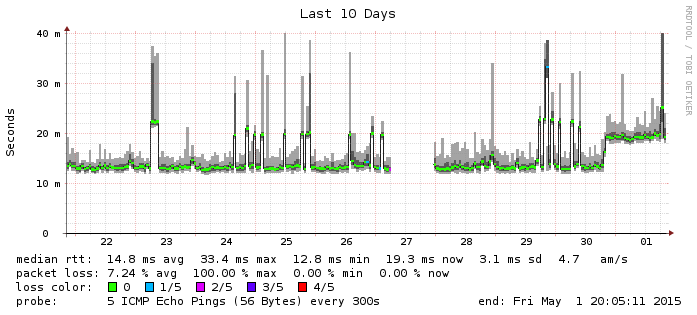 Last 10 Days
RRDTOOL / TOBI OETIKER
Seconds
40 m
30 m
20 m
10 m
0
22 23 24 25 26 27 28 29 30 01
median rtt: 14.8 ms avg 33.4 ms max 12.8 ms min 19.3 ms now 3.1 ms sd 4.7 am/s
packet loss: 7.24 % avg 100.00 % max 0.00 % min 0.00 % now
loss color: 0 1/5 2/5 3/5 4/5
probe: 5 ICMP Echo Pings (56 Bytes) every 300s end: Fri May 1 20:05:11 2015